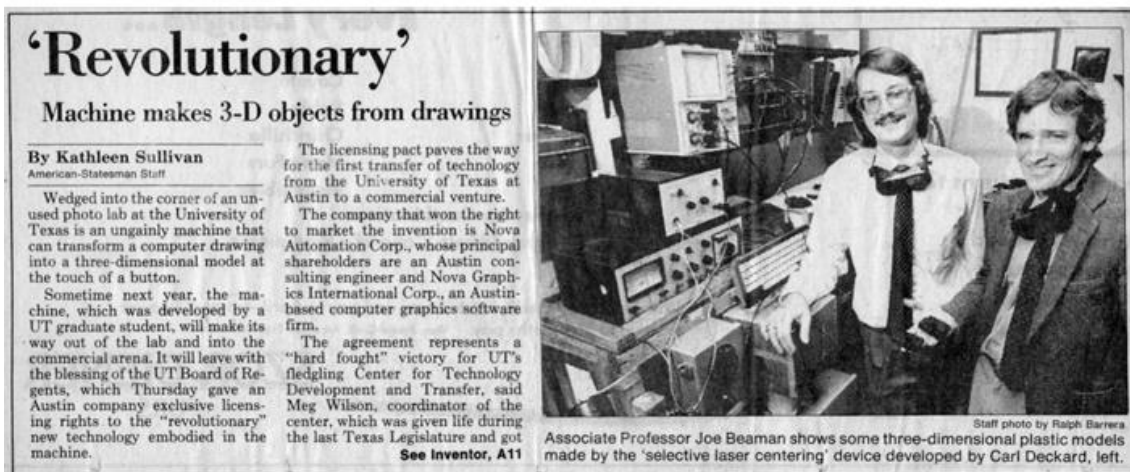 ‘Revolutionary’
Machine makes 3-D objects from drawings
By Kathleen Sullivan
American-Statesman Staff
Wedged into the corner of an un-
used photo lab at the University of
Texas is an ungainly machine that
can transform a computer drawing
into a three-dimensional model at
the touch of a button.
Sometime next year, the ma-
chine, which was developed by a
UT graduate student, will make its
way out of the lab and into the
commercial arena. It will leave with
the blessing of the UT Board of Re-
gents, which Thursday gave an
Austin company exclusive licens-
ing rights to the “revolutionary”
new technology embodied in the
machine.
The licensing pact paves the way
for the first transfer of technology
from the University of Texas at
Austin to a commercial venture.
The company that won the right
to market the invention is Nova
Automation Corp., whose principal
shareholders are an Austin con-
sulting engineer and Nova Graph-
ics International Corp., an Austin-
based computer graphics software
firm.
The agreement represents a
“hard fought” victory for UT’s
fledgling Center for Technology
Development and Transfer, said
Meg Wilson, coordinator of the
center, which was given life during
the last Texas Legislature and got
See Inventor, A11
Staff photo by Ralph Barrera
Associate Professor Joe Beaman shows some three-dimensional plastic models
made by the ‘selective laser centering’ device developed by Carl Deckard, left.